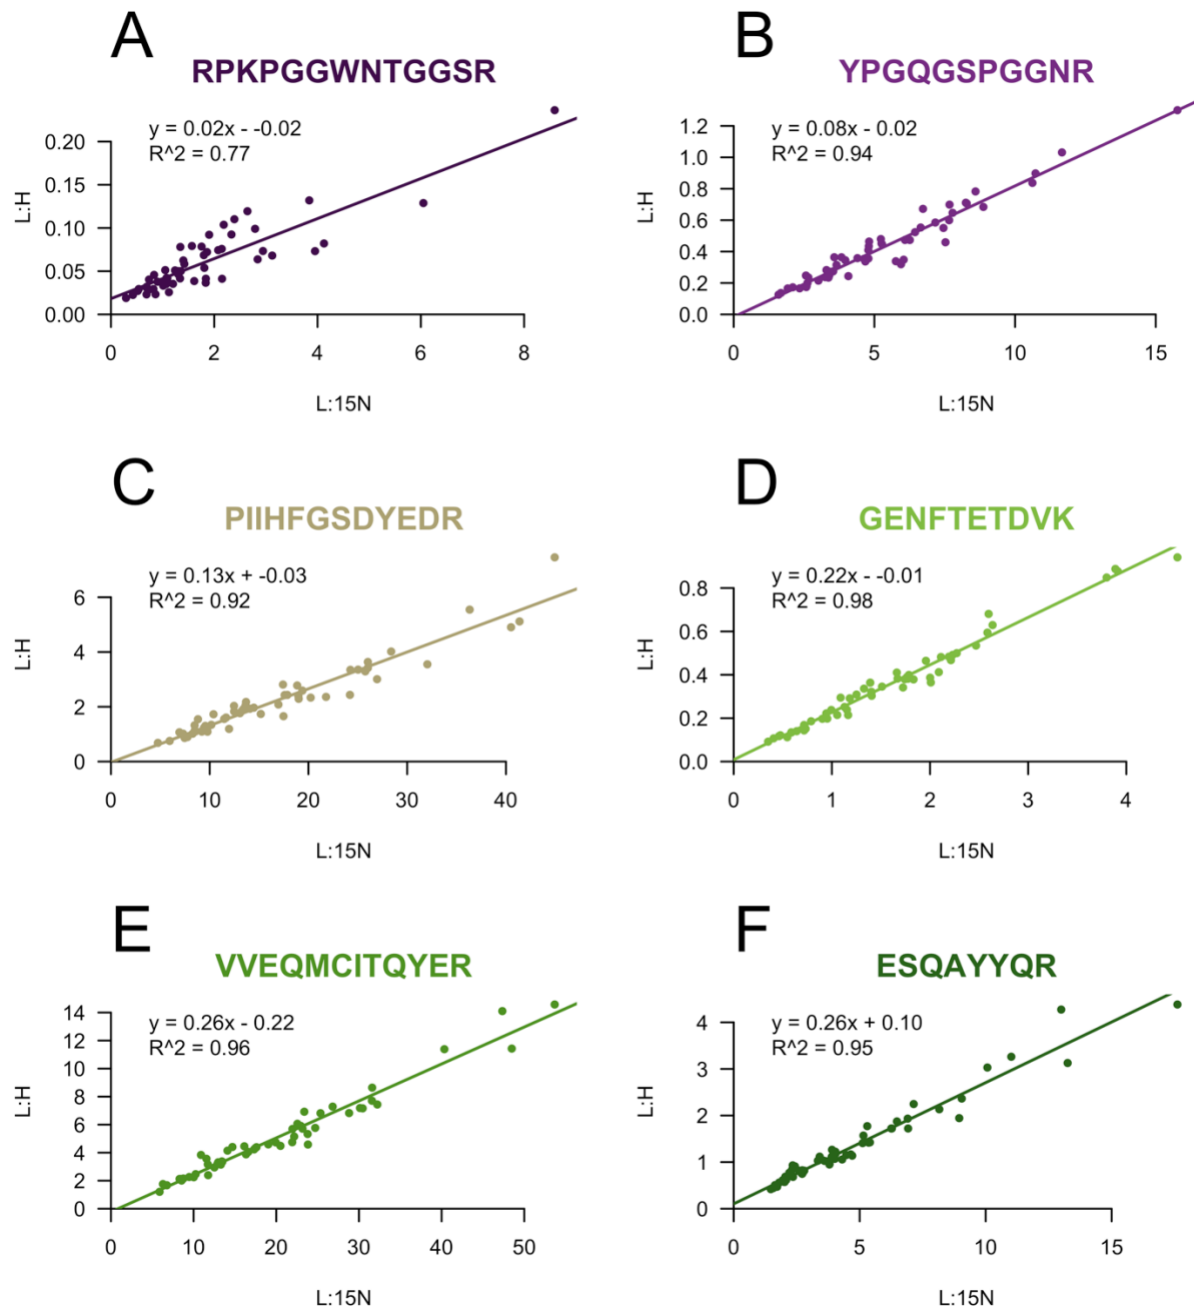 A
RPKPGGWNTGGSR
y = 0.02x - -0.02
R^2 = 0.77
L:H
0.20
0.15
0.10
0.05
0.00
0 2 4 6 8
L:15N
B
YPGQGSPGGNR
y = 0.08x - 0.02
R^2 = 0.94
L:H
1.2
1.0
0.8
0.6
0.4
0.2
0.0
0 5 10 15
L:15N
C
PIIHFGSDYEDR
y = 0.13x + -0.03
R^2 = 0.92
L:H
6
4
2
0
0 10 20 30 40
L:15N
D
GENFTETDVK
y = 0.22x - -0.01
R^2 = 0.98
L:H
0.8
0.6
0.4
0.2
0.0
0 1 2 3 4
L:15N
E
VVEQMCITQYER
y = 0.26x - 0.22
R^2 = 0.96
L:H
14
12
10
8
6
4
2
0
0 10 20 30 40 50
L:15N
F
ESQAYYQR
y = 0.26x + 0.10
R^2 = 0.95
L:H
4
3
2
1
0
0 5 10 15
L:15N